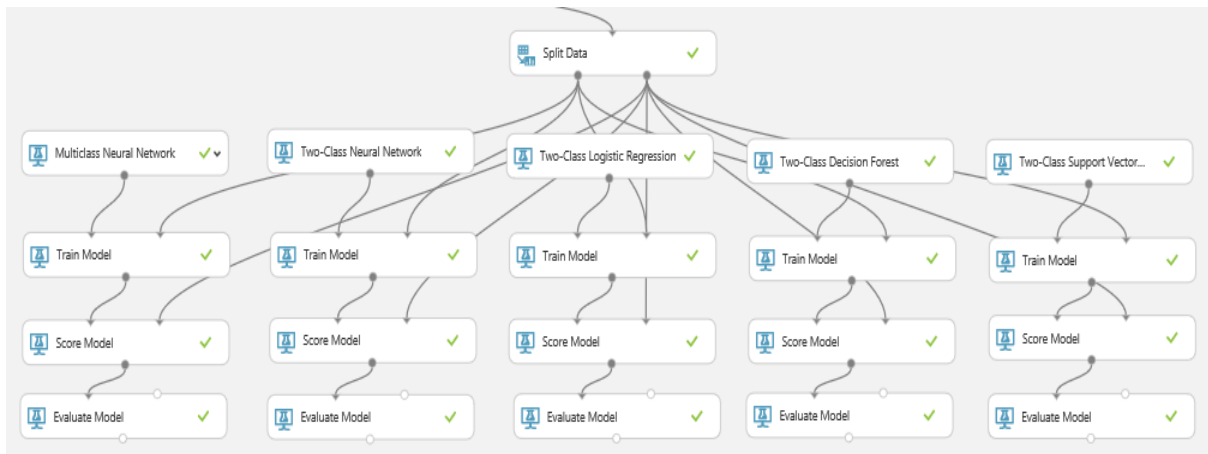 Split Data
Multiclass Neural Network
Two-Class Neural Network
Two-Class Logistic Regression
Two-Class Decision Forest
Two-Class Support Vector...
Train Model
Train Model
Train Model
Train Model
Train Model
Score Model
Score Model
Score Model
Score Model
Score Model
Evaluate Model
Evaluate Model
Evaluate Model
Evaluate Model
Evaluate Model